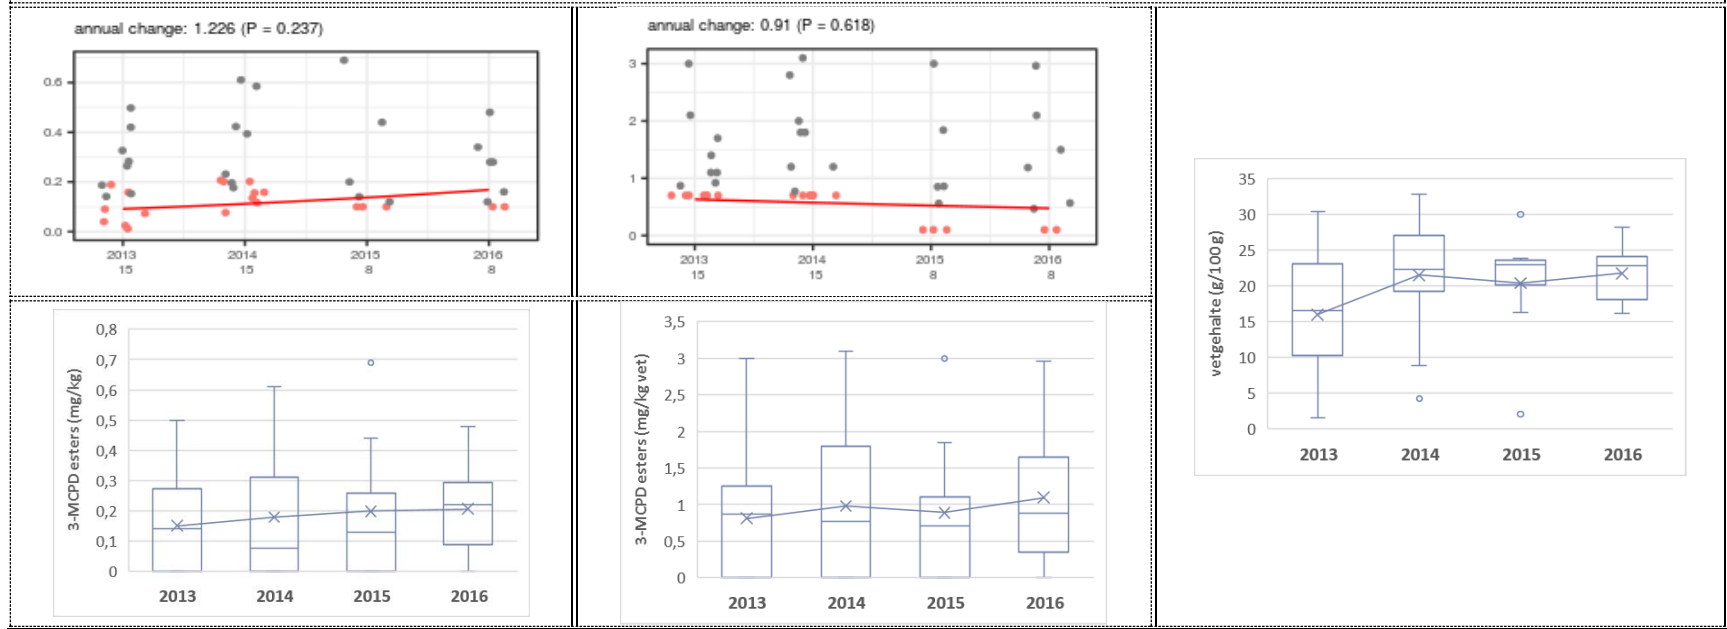 annual change: 1.226 (P = 0.237)
0.6
0.4
0.2
0.0
2013 2014 2015 2016
15 15 8 8
annual change: 0.91 (P = 0.618)
3
2
1
0
2013 2014 2015 2016
15 15 8 8
3-MCPD esters (mg/kg)
0,8
0,7
0,6
0,5
0,4
0,3
0,2
0,1
0
2013 2014 2015 2016
3-MCPD esters (mg/kg vet)
3,5
3
2,5
2
1,5
1
0,5
0
2013 2014 2015 2016
vetgehalte (g/100 g)
35
30
25
20
15
10
5
0
2013 2014 2015 2016